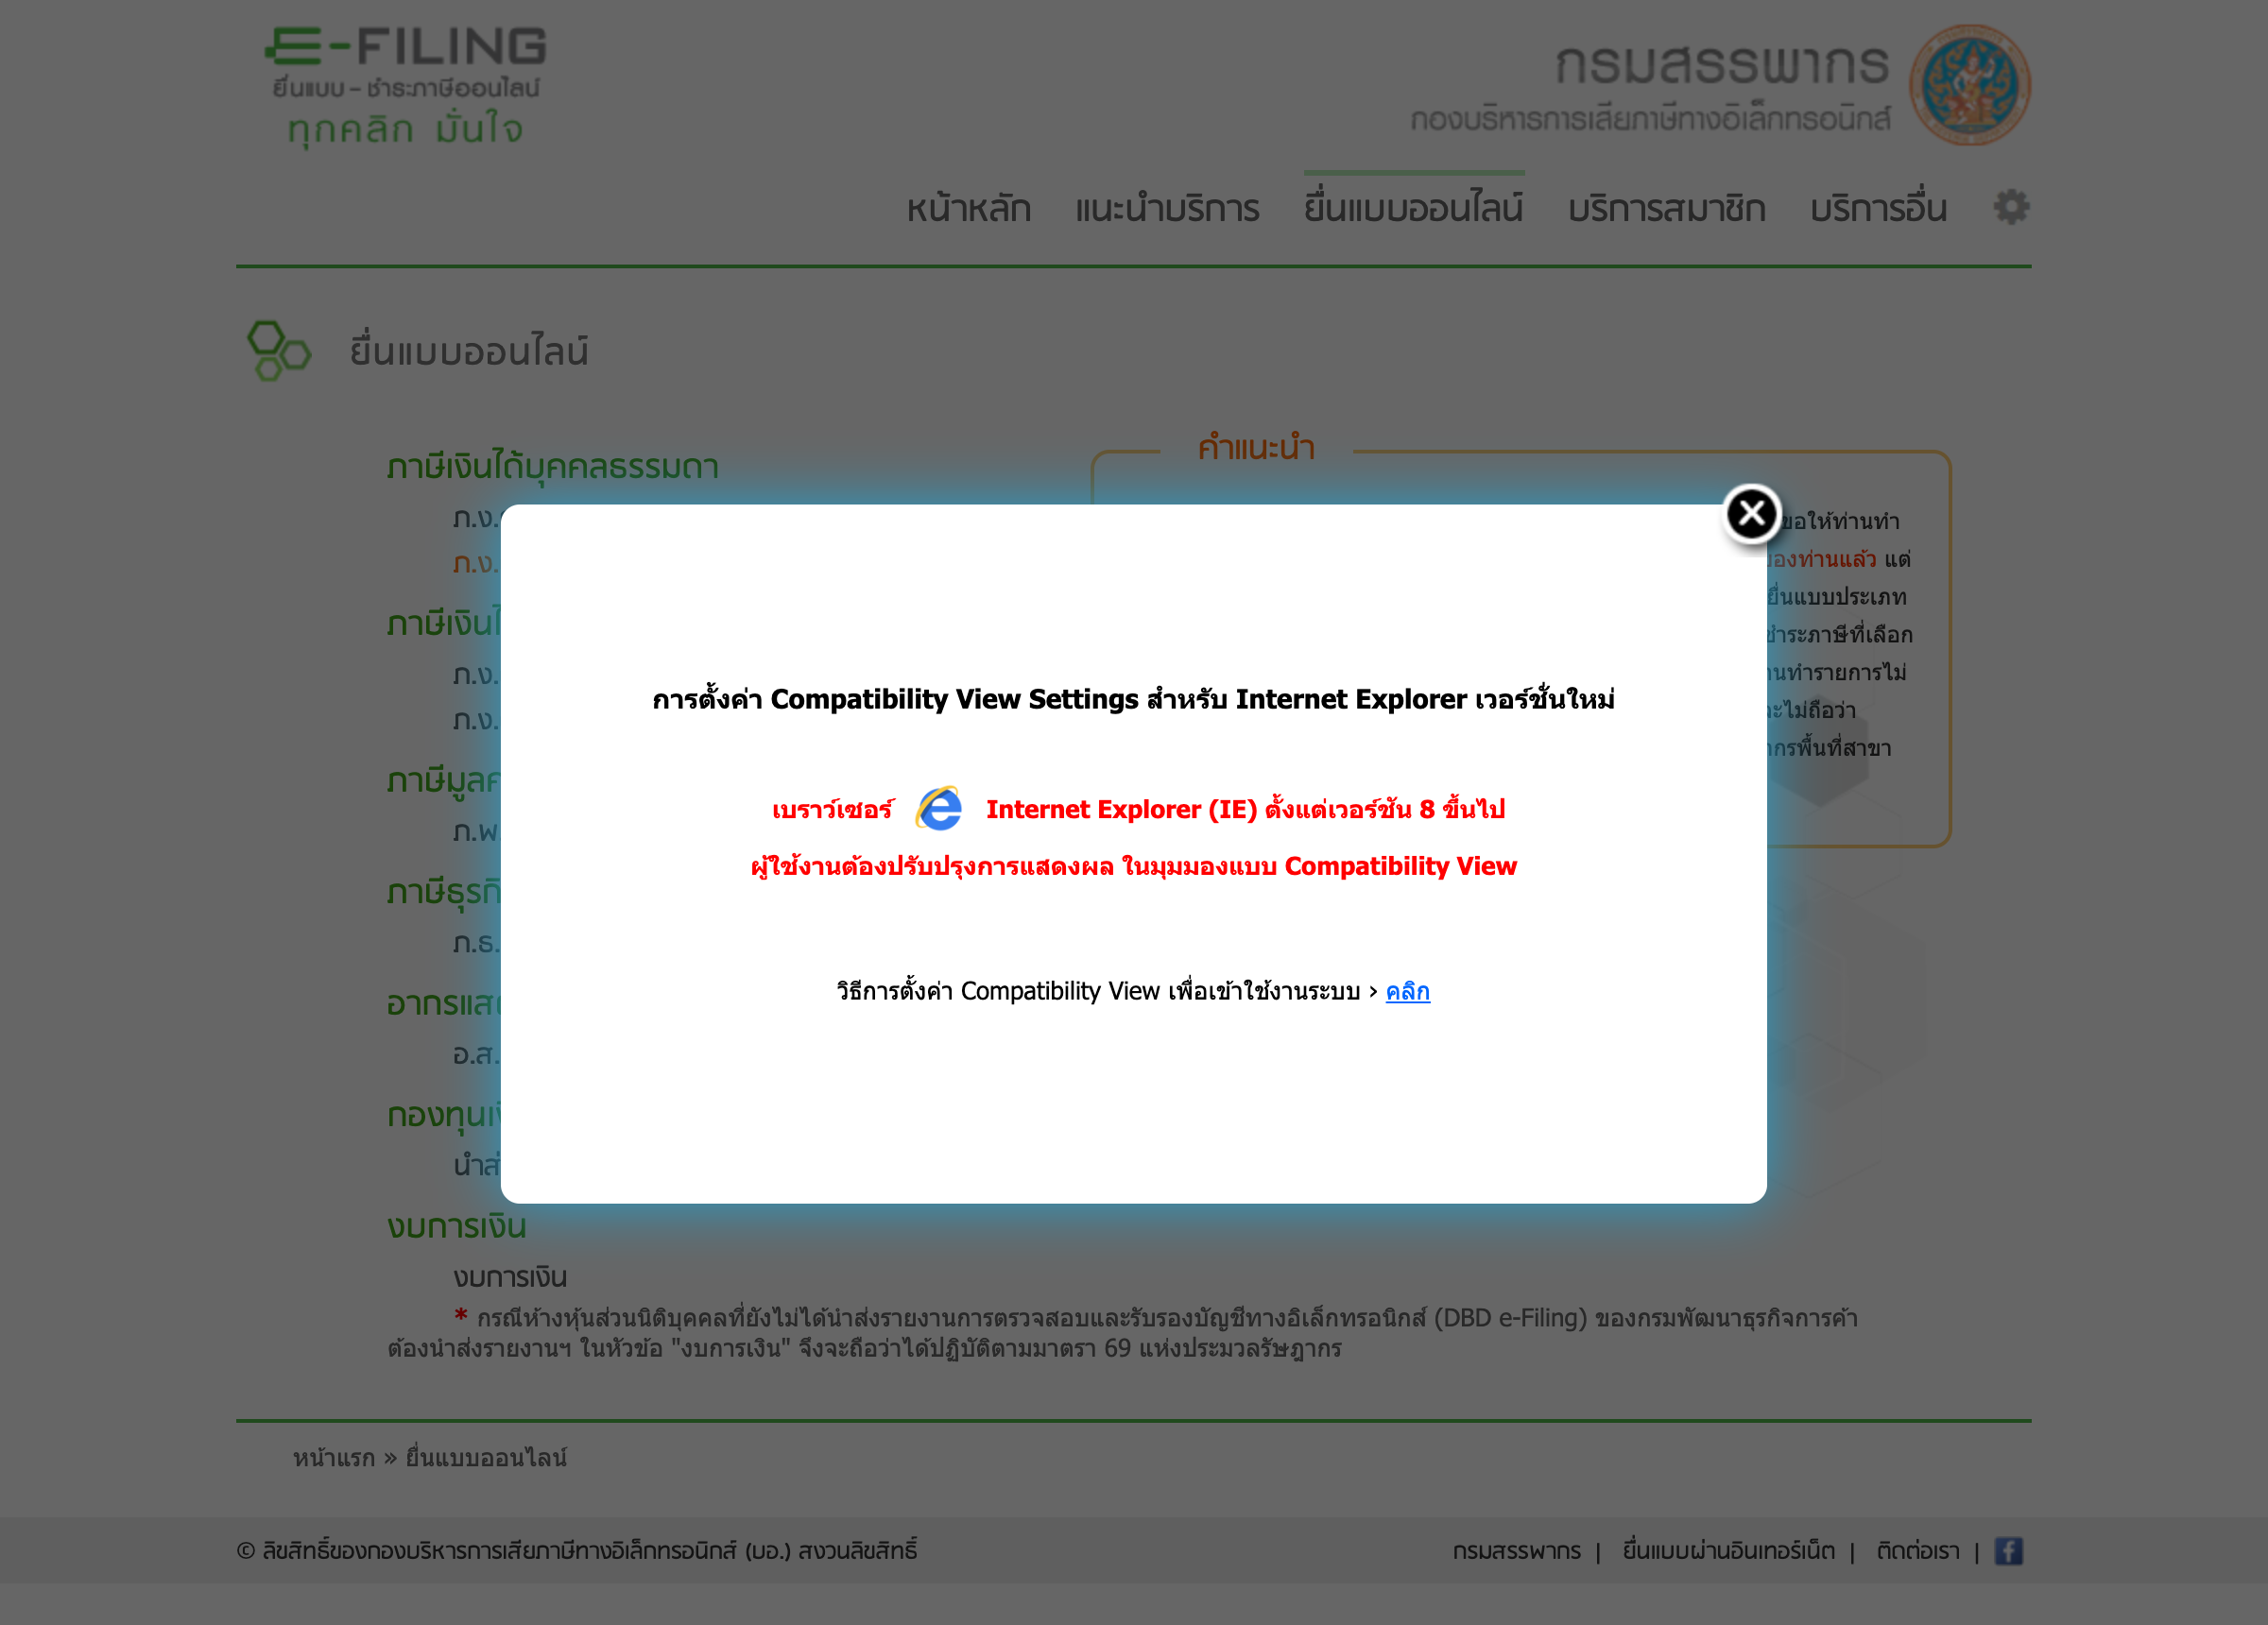 E-FILING
ยื่นแบบ - ชำระภาษีออนไลน์
ทุกคลิก มั่นใจ
กรมสรรพากร
กองบริหารการเสียภาษีทางอิเล็กทรอนิกส์
หน้าหลัก แนะนำบริการ ยื่นแบบออนไลน์ บริการสมาชิก บริการอื่น
ยื่นแบบออนไลน์
ภาษีเงินได้บุคคลธรรมดา
คำแนะนำ
ภ.ง.
ขอให้ท่านทำ
ภ.ง.
ของท่านแล้ว แต่
ยื่นแบบประเภท
ภาษีเงินไ
ชำระภาษีที่เลือก
ภ.ง.
านทำรายการไม่
ภ.ง.
ะไม่ถือว่า
ากรพื้นที่สาขา
ภาษีมูลค
ภ.พ.
ภาษีธุรกิ
ภ.ธ.
อากรแส
อ.ส.
กองทุนเงิ
นำส่
การตั้งค่า Compatibility View Settings สำหรับ Internet Explorer เวอร์ชั่นใหม่
เบราว์เซอร์ Internet Explorer (IE) ตั้งแต่เวอร์ชัน 8 ขึ้นไป
ผู้ใช้งานต้องปรับปรุงการแสดงผล ในมุมมองแบบ Compatibility View
วิธีการตั้งค่า Compatibility View เพื่อเข้าใช้งานระบบ › คลิก
งบการเงิน
งบการเงิน
* กรณีห้างหุ้นส่วนนิติบุคคลที่ยังไม่ได้นำส่งรายงานการตรวจสอบและรับรองบัญชีทางอิเล็กทรอนิกส์ (DBD e-Filing) ของกรมพัฒนาธุรกิจการค้า
ต้องนำส่งรายงานฯ ในหัวข้อ "งบการเงิน" จึงจะถือว่าได้ปฏิบัติตามมาตรา 69 แห่งประมวลรัษฎากร
หน้าแรก » ยื่นแบบออนไลน์
© ลิขสิทธิ์ของกองบริหารการเสียภาษีทางอิเล็กทรอนิกส์ (บอ.) สงวนลิขสิทธิ์
กรมสรรพากร | ยื่นแบบผ่านอินเทอร์เน็ต | ติดต่อเรา |